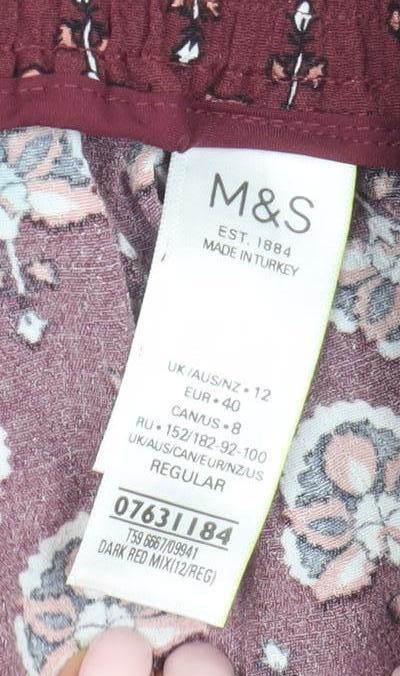 M&S
EST. 1884
MADE IN TURKEY
UK/AUS/NZ • 12
EUR • 40
CAN/US • 8
RU • 152/182-92-100
UK/AUS/CAN/EUR/NZ/US
REGULAR
07631184
T59 6667/09941
DARK RED MIX(12/REG)